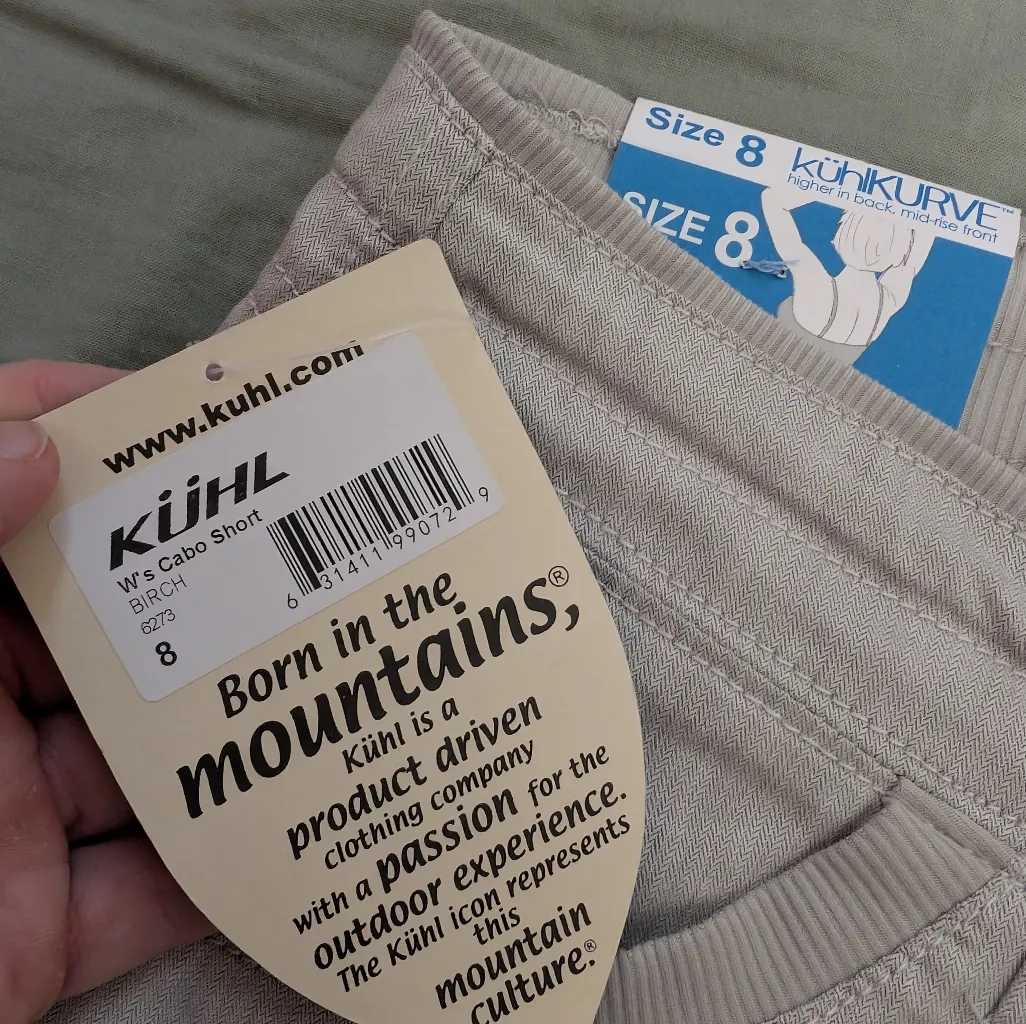 Size 8
kühlKURVE™
higher in back, mid-rise front
SIZE 8
www.kuhl.com
KÜHL
W's Cabo Short
BIRCH
6273
8
6 31411 99072 9
Born in the
mountains,®
Kühl is a
product driven
clothing company
with a passion for the
outdoor experience.
The Kühl icon represents
this
mountain
culture.®